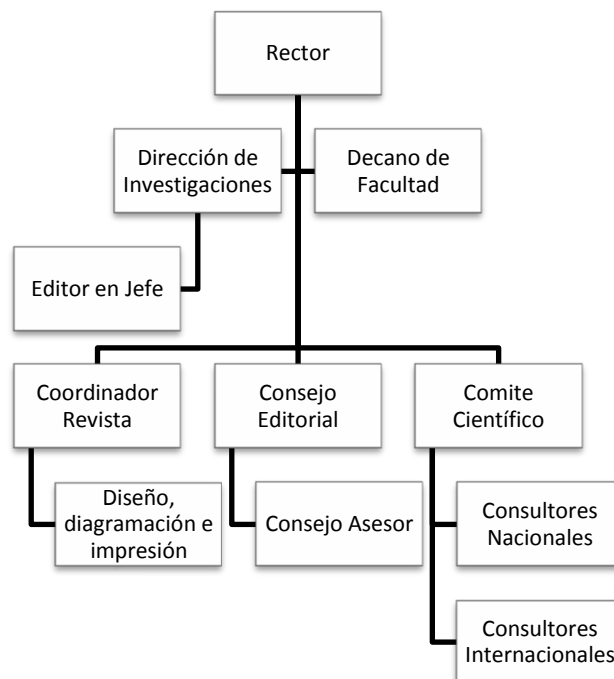 Rector
Dirección de
Investigaciones
Decano de
Facultad
Editor en Jefe
Coordinador
Revista
Consejo
Editorial
Comite
Científico
Diseño,
diagramación e
impresión
Consejo Asesor
Consultores
Nacionales
Consultores
Internacionales